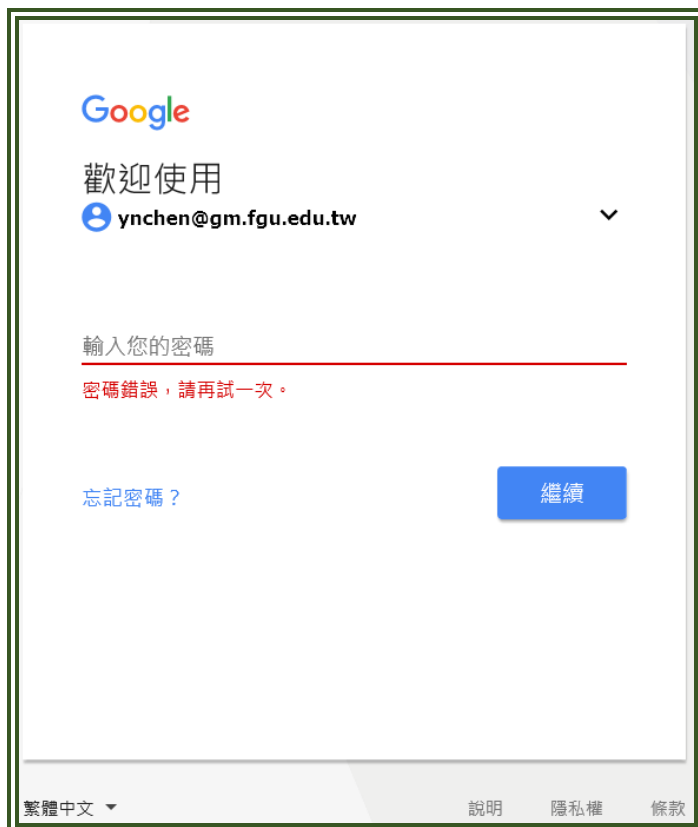 Google
歡迎使用
ynchen@gm.fgu.edu.tw
輸入您的密碼
密碼錯誤，請再試一次。
忘記密碼？
繼續
繁體中文
說明
隱私權
條款